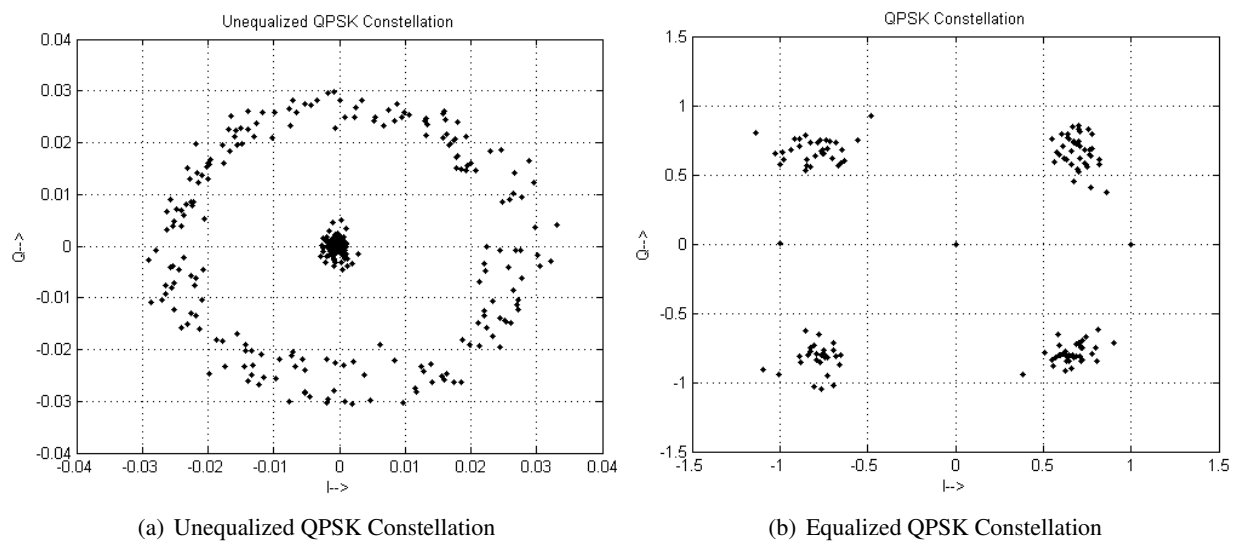 Unequalized QPSK Constellation
0.04
0.03
0.02
0.01
0
-0.01
-0.02
-0.03
-0.04
Q-->
-0.04 -0.03 -0.02 -0.01 0 0.01 0.02 0.03 0.04
I-->
(a) Unequalized QPSK Constellation
QPSK Constellation
1.5
1
0.5
0
-0.5
-1
-1.5
Q-->
-1.5 -1 -0.5 0 0.5 1 1.5
I-->
(b) Equalized QPSK Constellation